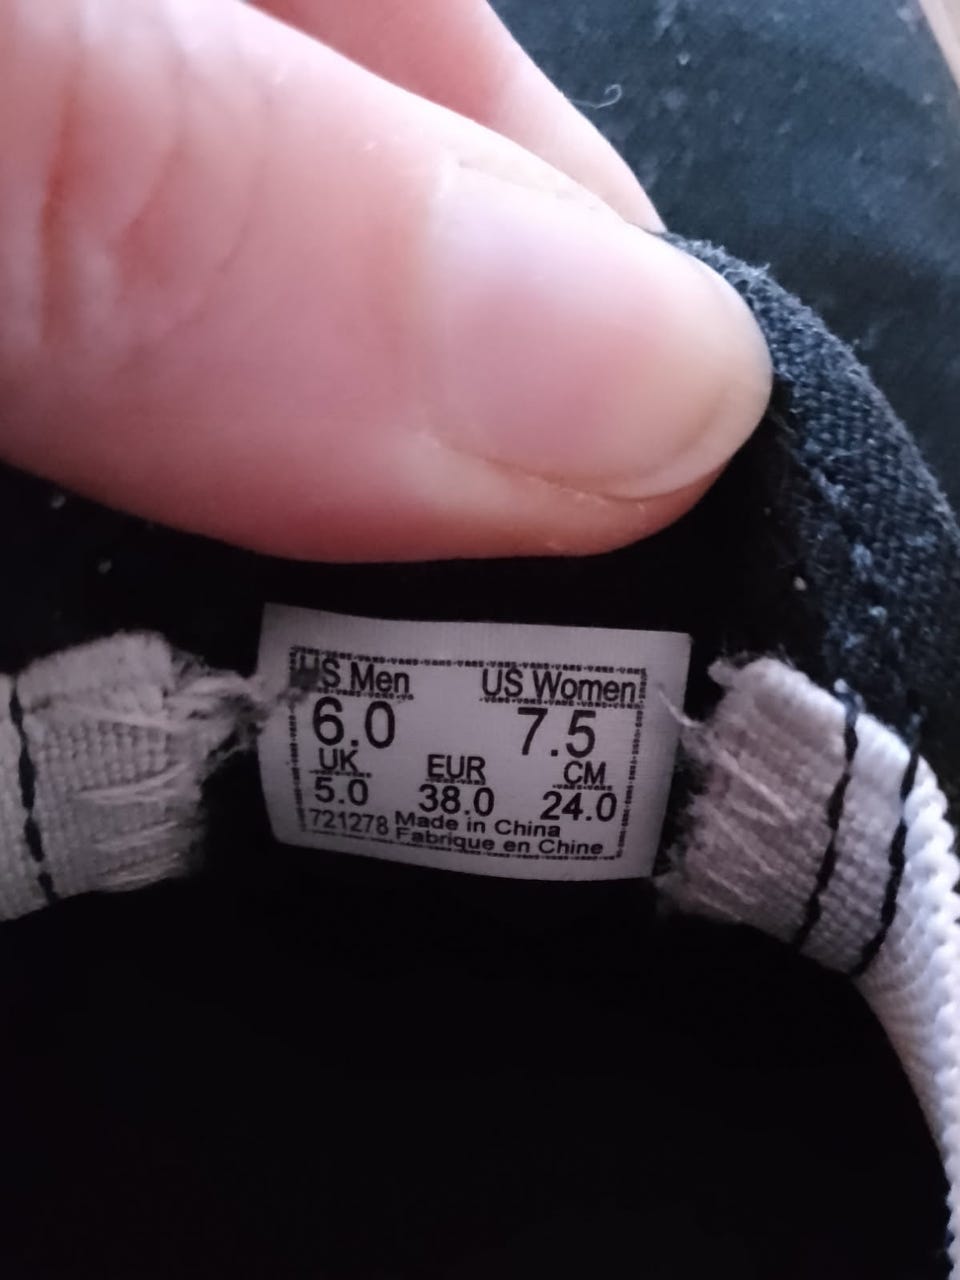 US Men US Women
6.0 7.5
UK EUR CM
5.0 38.0 24.0
721278 Made in China
Fabrique en Chine